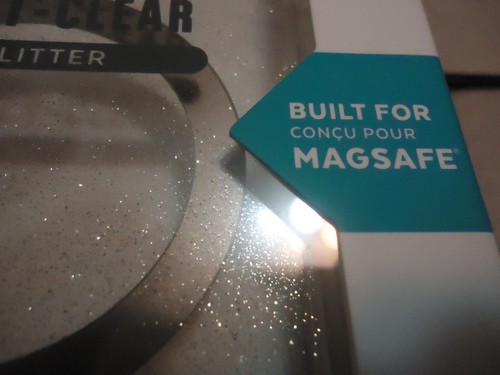 -CLEAR
LITTER
BUILT FOR
CONÇU POUR
MAGSAFE®